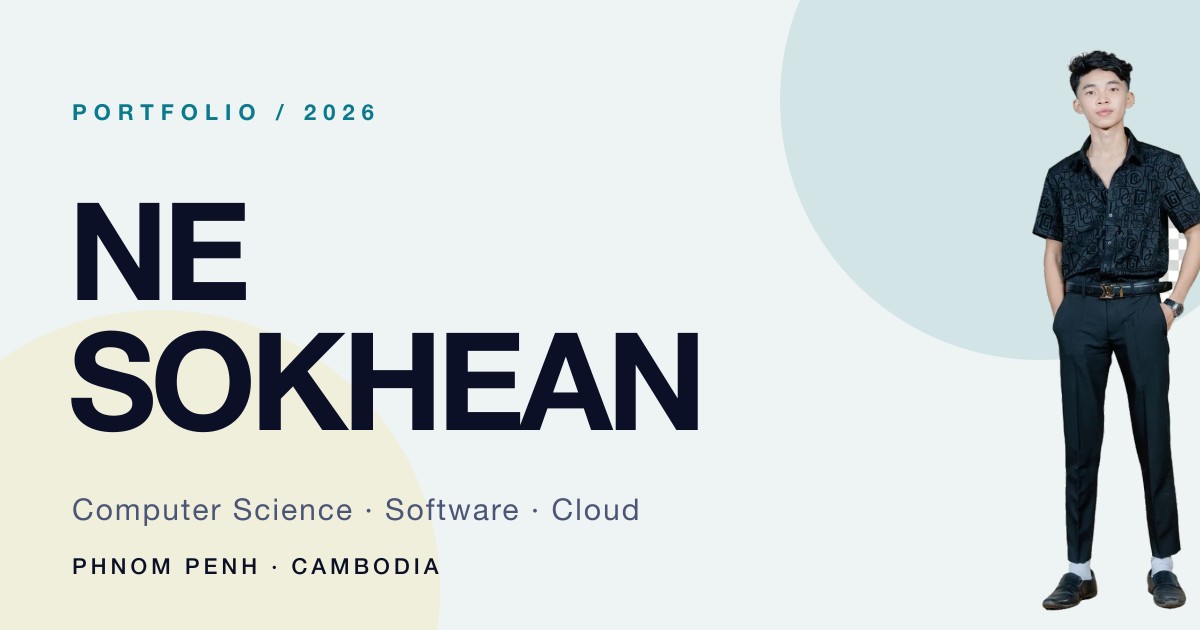 PORTFOLIO / 2026
NE
SOKHEAN
Computer Science · Software · Cloud
PHNOM PENH · CAMBODIA